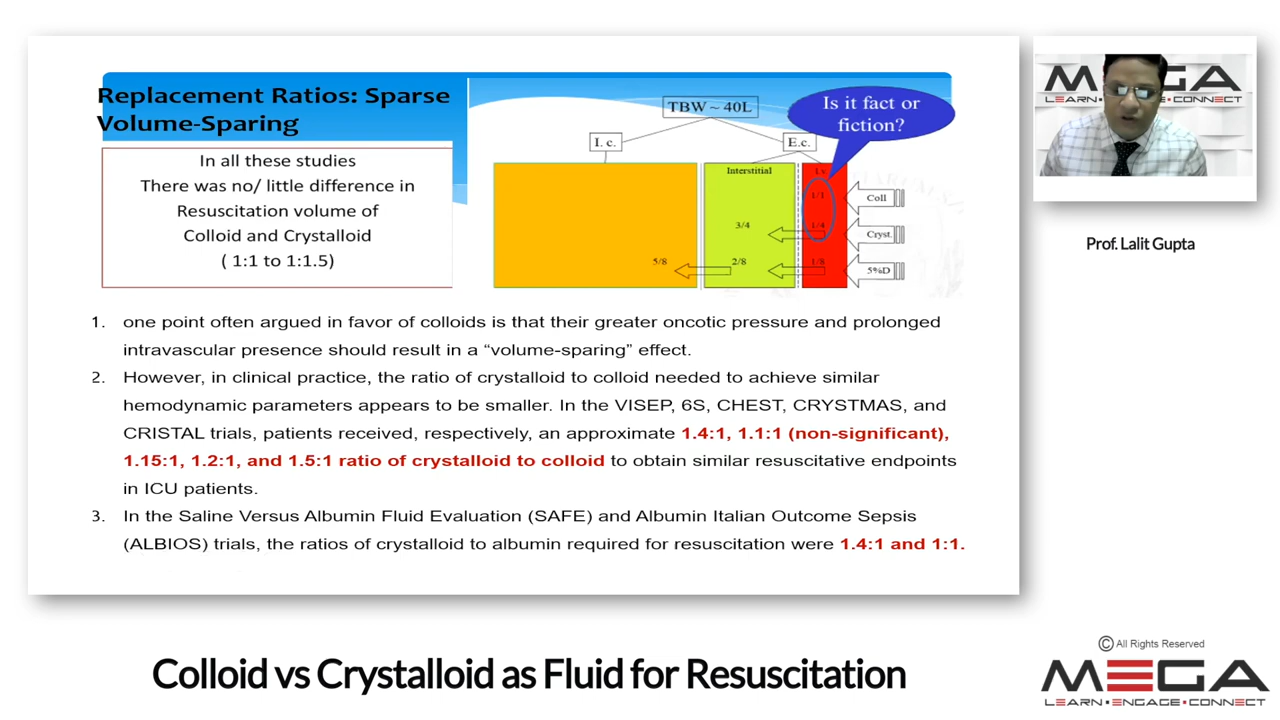 Replacement Ratios: Sparse
Volume-Sparing
In all these studies
There was no/ little difference in
Resuscitation volume of
Colloid and Crystalloid
( 1:1 to 1:1.5)
TBW ~ 40L
Is it fact or
fiction?
I. c.
E.c.
Interstitial
I.v.
1/1
Coll
3/4
1/4
Cryst.
5/8
2/8
1/8
5%D
1. one point often argued in favor of colloids is that their greater oncotic pressure and prolonged
intravascular presence should result in a “volume-sparing” effect.
2. However, in clinical practice, the ratio of crystalloid to colloid needed to achieve similar
hemodynamic parameters appears to be smaller. In the VISEP, 6S, CHEST, CRYSTMAS, and
CRISTAL trials, patients received, respectively, an approximate 1.4:1, 1.1:1 (non-significant),
1.15:1, 1.2:1, and 1.5:1 ratio of crystalloid to colloid to obtain similar resuscitative endpoints
in ICU patients.
3. In the Saline Versus Albumin Fluid Evaluation (SAFE) and Albumin Italian Outcome Sepsis
(ALBIOS) trials, the ratios of crystalloid to albumin required for resuscitation were 1.4:1 and 1:1.
MEGA
LEARN-ENGAGE-CONNECT
Prof. Lalit Gupta
Colloid vs Crystalloid as Fluid for Resuscitation
© All Rights Reserved
MEGA
LEARN-ENGAGE-CONNECT